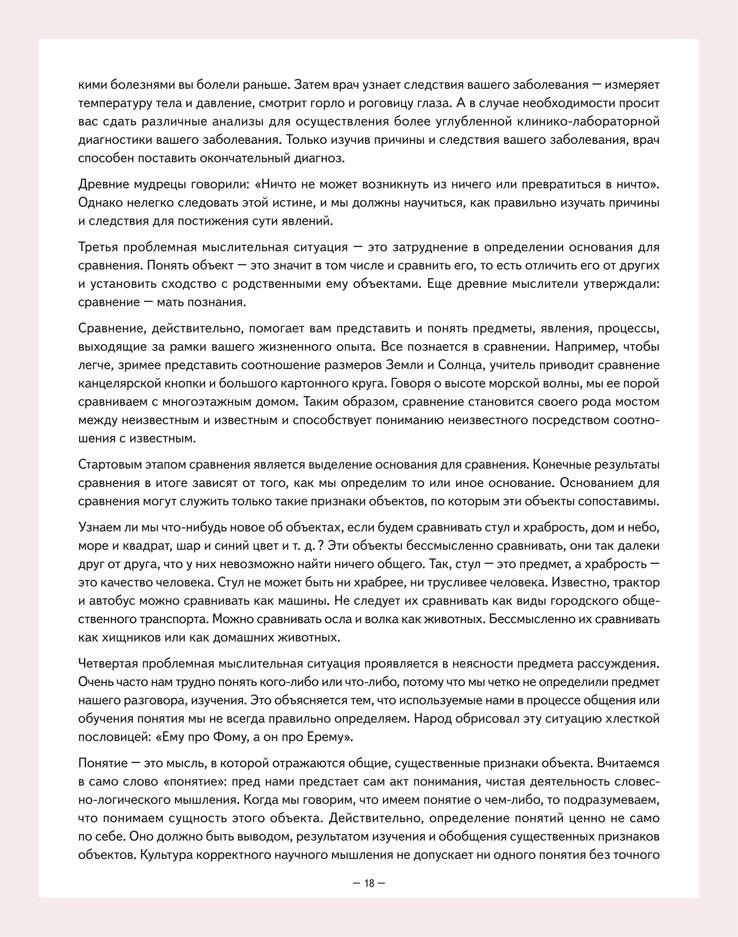 кими болезнями вы болели раньше. Затем врач узнает следствия вашего заболевания — измеряет
температуру тела и давление, смотрит горло и роговицу глаза. А в случае необходимости просит
вас сдать различные анализы для осуществления более углубленной клинико-лабораторной
диагностики вашего заболевания. Только изучив причины и следствия вашего заболевания, врач
способен поставить окончательный диагноз.
Древние мудрецы говорили: «Ничто не может возникнуть из ничего или превратиться в ничто».
Однако нелегко следовать этой истине, и мы должны научиться, как правильно изучать причины
и следствия для постижения сути явлений.
Третья проблемная мыслительная ситуация — это затруднение в определении основания для
сравнения. Понять объект — это значит в том числе и сравнить его, то есть отличить его от других
и установить сходство с родственными ему объектами. Еще древние мыслители утверждали:
сравнение — мать познания.
Сравнение, действительно, помогает вам представить и понять предметы, явления, процессы,
выходящие за рамки вашего жизненного опыта. Все познается в сравнении. Например, чтобы
легче, зримее представить соотношение размеров Земли и Солнца, учитель приводит сравнение
канцелярской кнопки и большого картонного круга. Говоря о высоте морской волны, мы ее порой
сравниваем с многоэтажным домом. Таким образом, сравнение становится своего рода мостом
между неизвестным и известным и способствует пониманию неизвестного посредством соотно-
шения с известным.
Стартовым этапом сравнения является выделение основания для сравнения. Конечные результаты
сравнения в итоге зависят от того, как мы определим то или иное основание. Основанием для
сравнения могут служить только такие признаки объектов, по которым эти объекты сопоставимы.
Узнаем ли мы что-нибудь новое об объектах, если будем сравнивать стул и храбрость, дом и небо,
море и квадрат, шар и синий цвет и т. д. ? Эти объекты бессмысленно сравнивать, они так далеки
друг от друга, что у них невозможно найти ничего общего. Так, стул — это предмет, а храбрость —
это качество человека. Стул не может быть ни храбрее, ни трусливее человека. Известно, трактор
и автобус можно сравнивать как машины. Не следует их сравнивать как виды городского обще-
ственного транспорта. Можно сравнивать осла и волка как животных. Бессмысленно их сравнивать
как хищников или как домашних животных.
Четвертая проблемная мыслительная ситуация проявляется в неясности предмета рассуждения.
Очень часто нам трудно понять кого-либо или что-либо, потому что мы четко не определили предмет
нашего разговора, изучения. Это объясняется тем, что используемые нами в процессе общения или
обучения понятия мы не всегда правильно определяем. Народ обрисовал эту ситуацию хлесткой
пословицей: «Ему про Фому, а он про Ерему».
Понятие — это мысль, в которой отражаются общие, существенные признаки объекта. Вчитаемся
в само слово «понятие»: пред нами предстает сам акт понимания, чистая деятельность словес-
но-логического мышления. Когда мы говорим, что имеем понятие о чем-либо, то подразумеваем,
что понимаем сущность этого объекта. Действительно, определение понятий ценно не само
по себе. Оно должно быть выводом, результатом изучения и обобщения существенных признаков
объектов. Культура корректного научного мышления не допускает ни одного понятия без точного
— 18 —